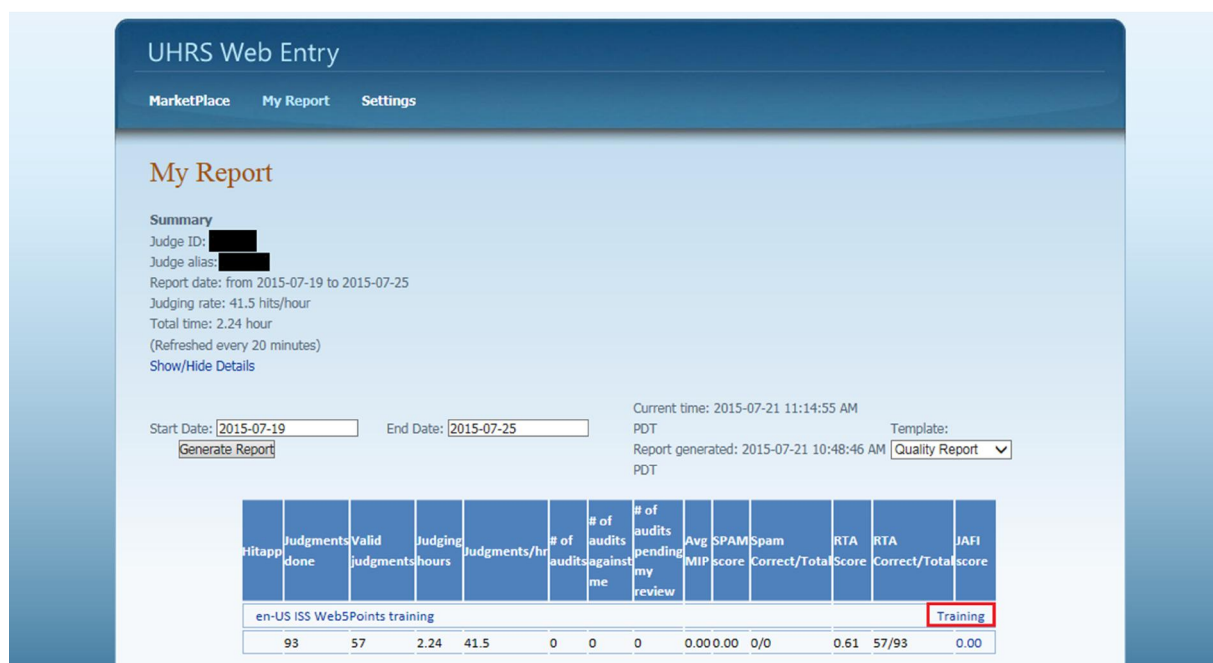 UHRS Web Entry
MarketPlace My Report Settings
My Report
Summary
Judge ID:
Judge alias:
Report date: from 2015-07-19 to 2015-07-25
Judging rate: 41.5 hits/hour
Total time: 2.24 hour
(Refreshed every 20 minutes)
Show/Hide Details
Start Date: 2015-07-19 End Date: 2015-07-25
Generate Report
Current time: 2015-07-21 11:14:55 AM
PDT
Report generated: 2015-07-21 10:48:46 AM
PDT
Template:
Quality Report
Hitapp
Judgments
done
Valid
judgments
Judging
hours
Judgments/hr
# of
audits
# of
audits
against
me
# of
audits
pending
my
review
Avg
MIP
SPAM
score
Spam
Correct/Total
RTA
Score
RTA
Correct/Total
JAFI
score
en-US ISS Web5Points training Training
93 57 2.24 41.5 0 0 0 0.00 0.00 0/0 0.61 57/93 0.00